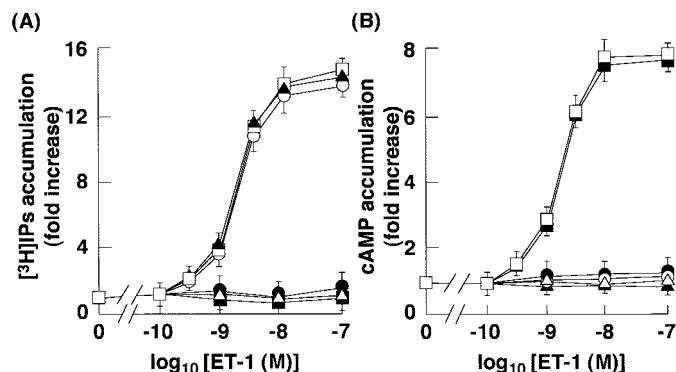 (A)
[³H]IPs accumulation
(fold increase)
16
12
8
4
0
0
-10
-9
-8
-7
log₁₀ [ET-1 (M)]
(B)
cAMP accumulation
(fold increase)
8
6
4
2
0
0
-10
-9
-8
-7
log₁₀ [ET-1 (M)]